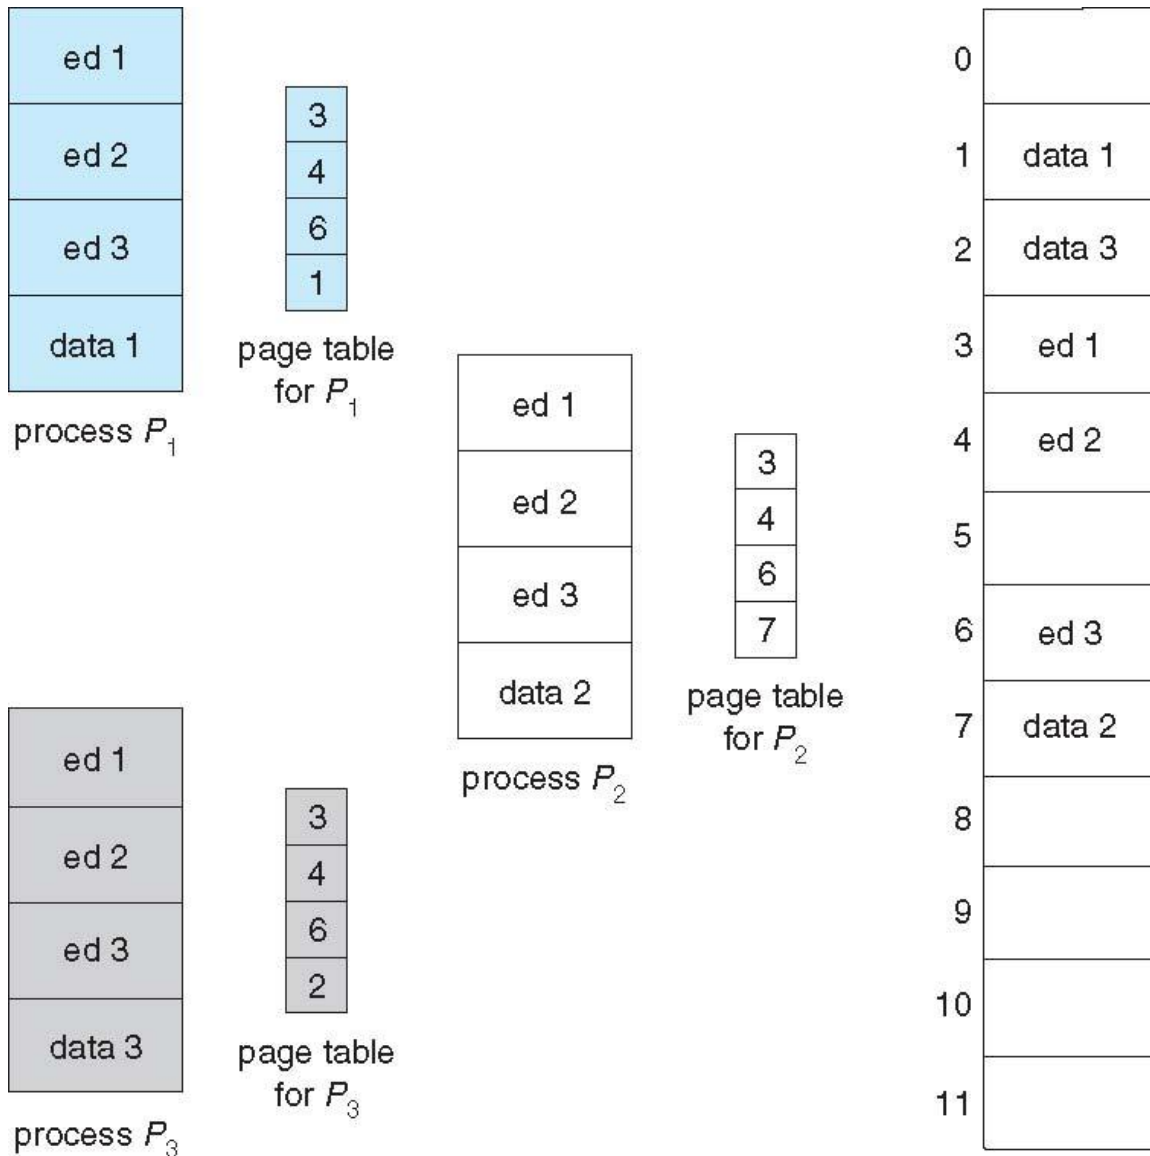 ed 1
ed 2
ed 3
data 1
process P1
3
4
6
1
page table
for P1
ed 1
ed 2
ed 3
data 2
process P2
3
4
6
7
page table
for P2
ed 1
ed 2
ed 3
data 3
process P3
3
4
6
2
page table
for P3
0
1 data 1
2 data 3
3 ed 1
4 ed 2
5
6 ed 3
7 data 2
8
9
10
11